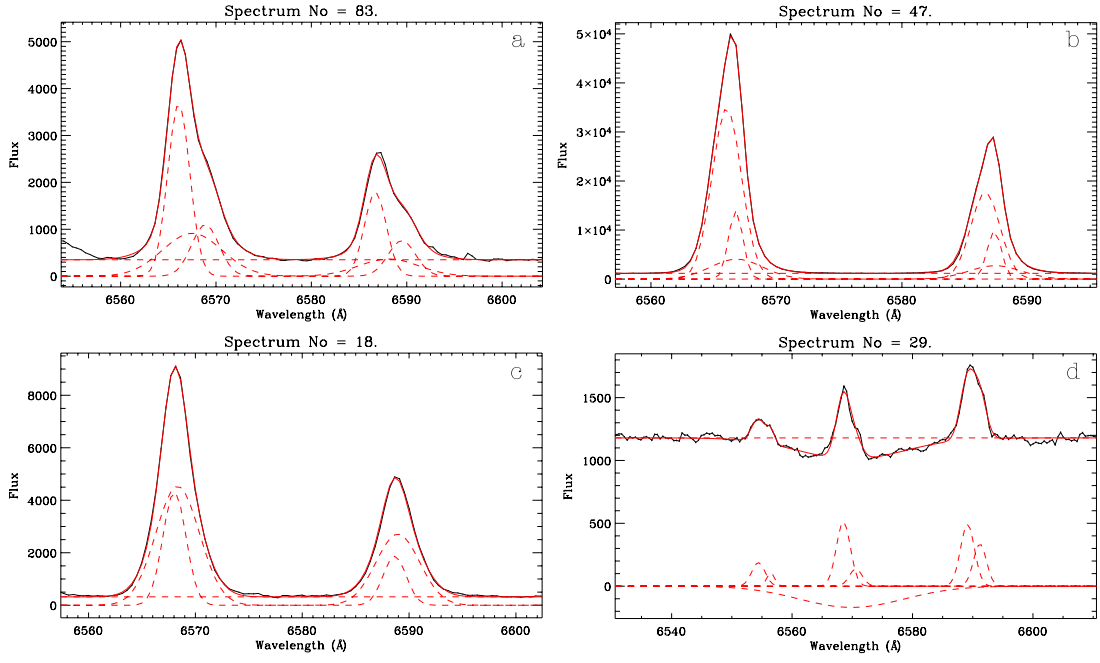 Spectrum No = 83.
a
Flux
5000
4000
3000
2000
1000
0
6560 6570 6580 6590 6600
Wavelength (Å)
Spectrum No = 47.
b
Flux
5×10⁴
4×10⁴
3×10⁴
2×10⁴
1×10⁴
0
6560 6570 6580 6590
Wavelength (Å)
Spectrum No = 18.
c
Flux
8000
6000
4000
2000
0
6560 6570 6580 6590 6600
Wavelength (Å)
Spectrum No = 29.
d
Flux
1500
1000
500
0
6540 6560 6580 6600
Wavelength (Å)